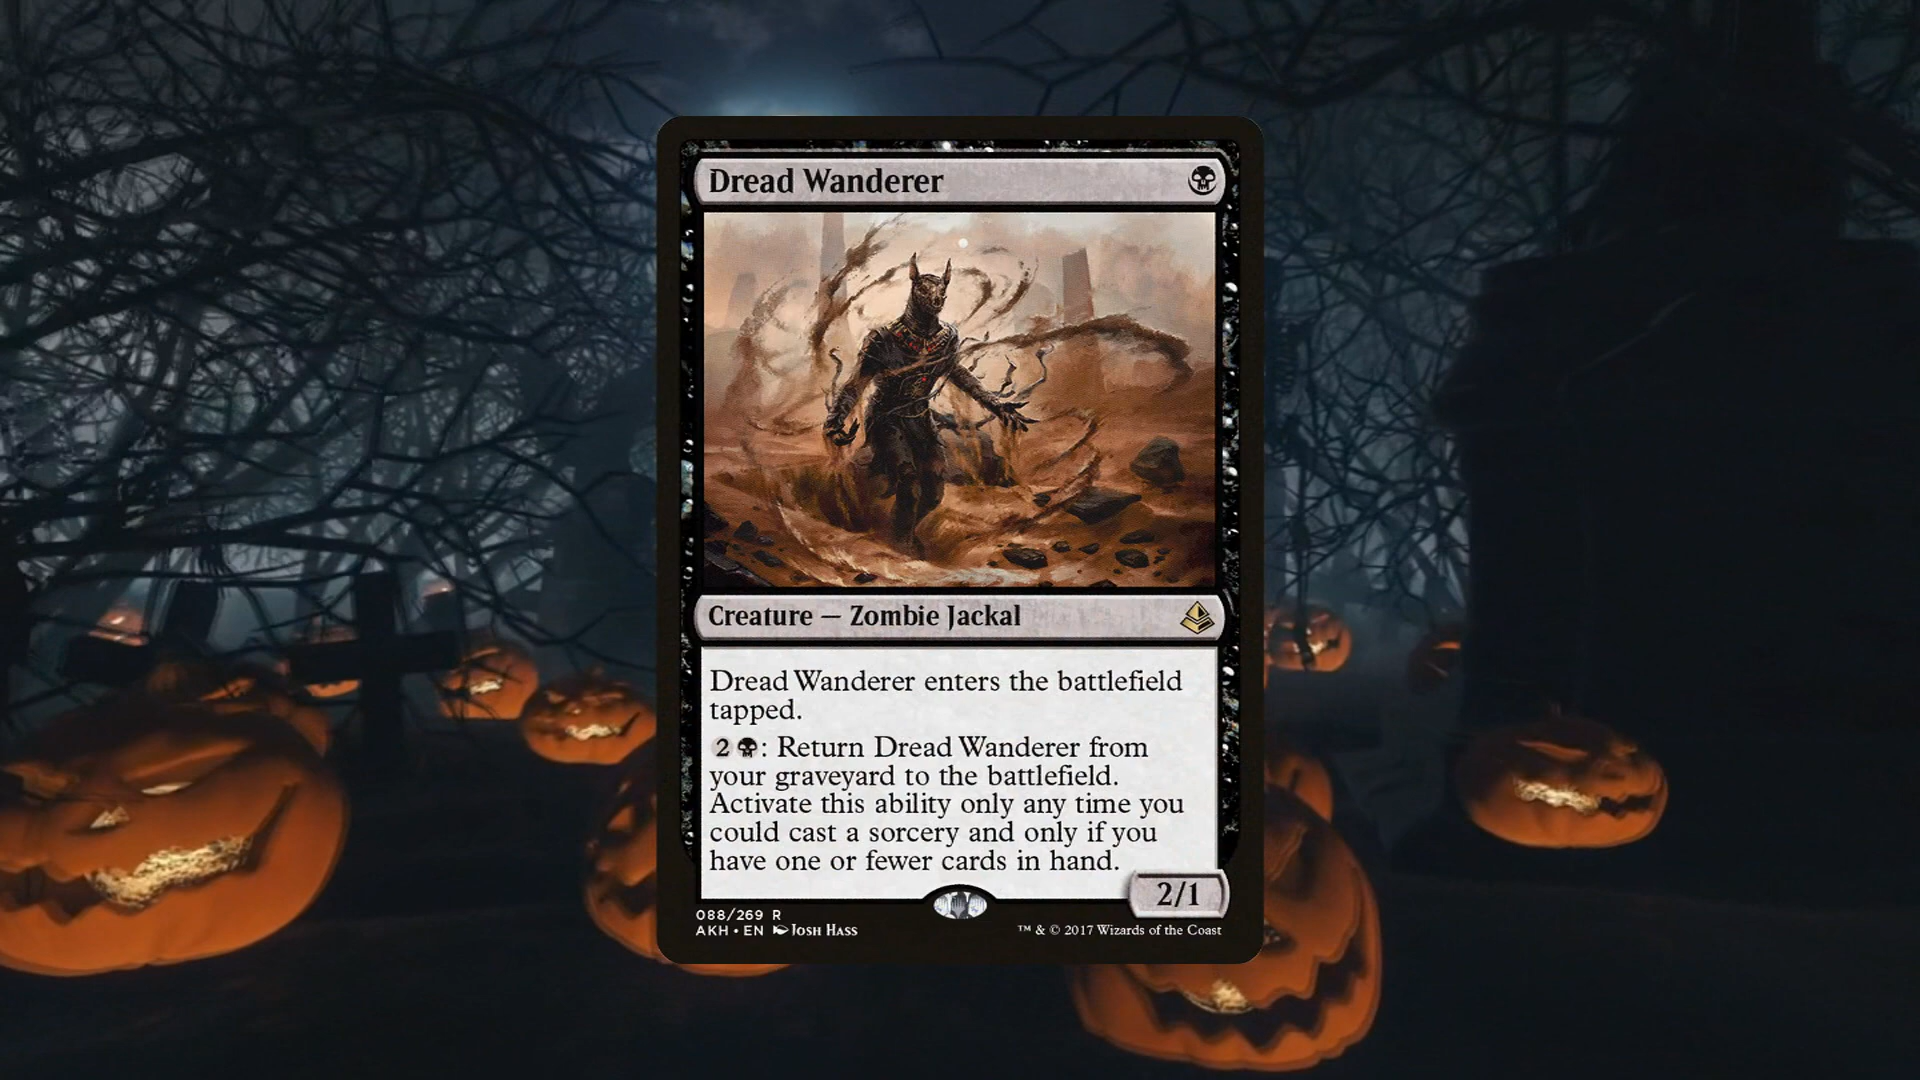 Dread Wanderer
Creature — Zombie Jackal
Dread Wanderer enters the battlefield
tapped.
2: Return Dread Wanderer from
your graveyard to the battlefield.
Activate this ability only any time you
could cast a sorcery and only if you
have one or fewer cards in hand.
2/1
088/269 R
AKH • EN Josh Hass
™ & © 2017 Wizards of the Coast